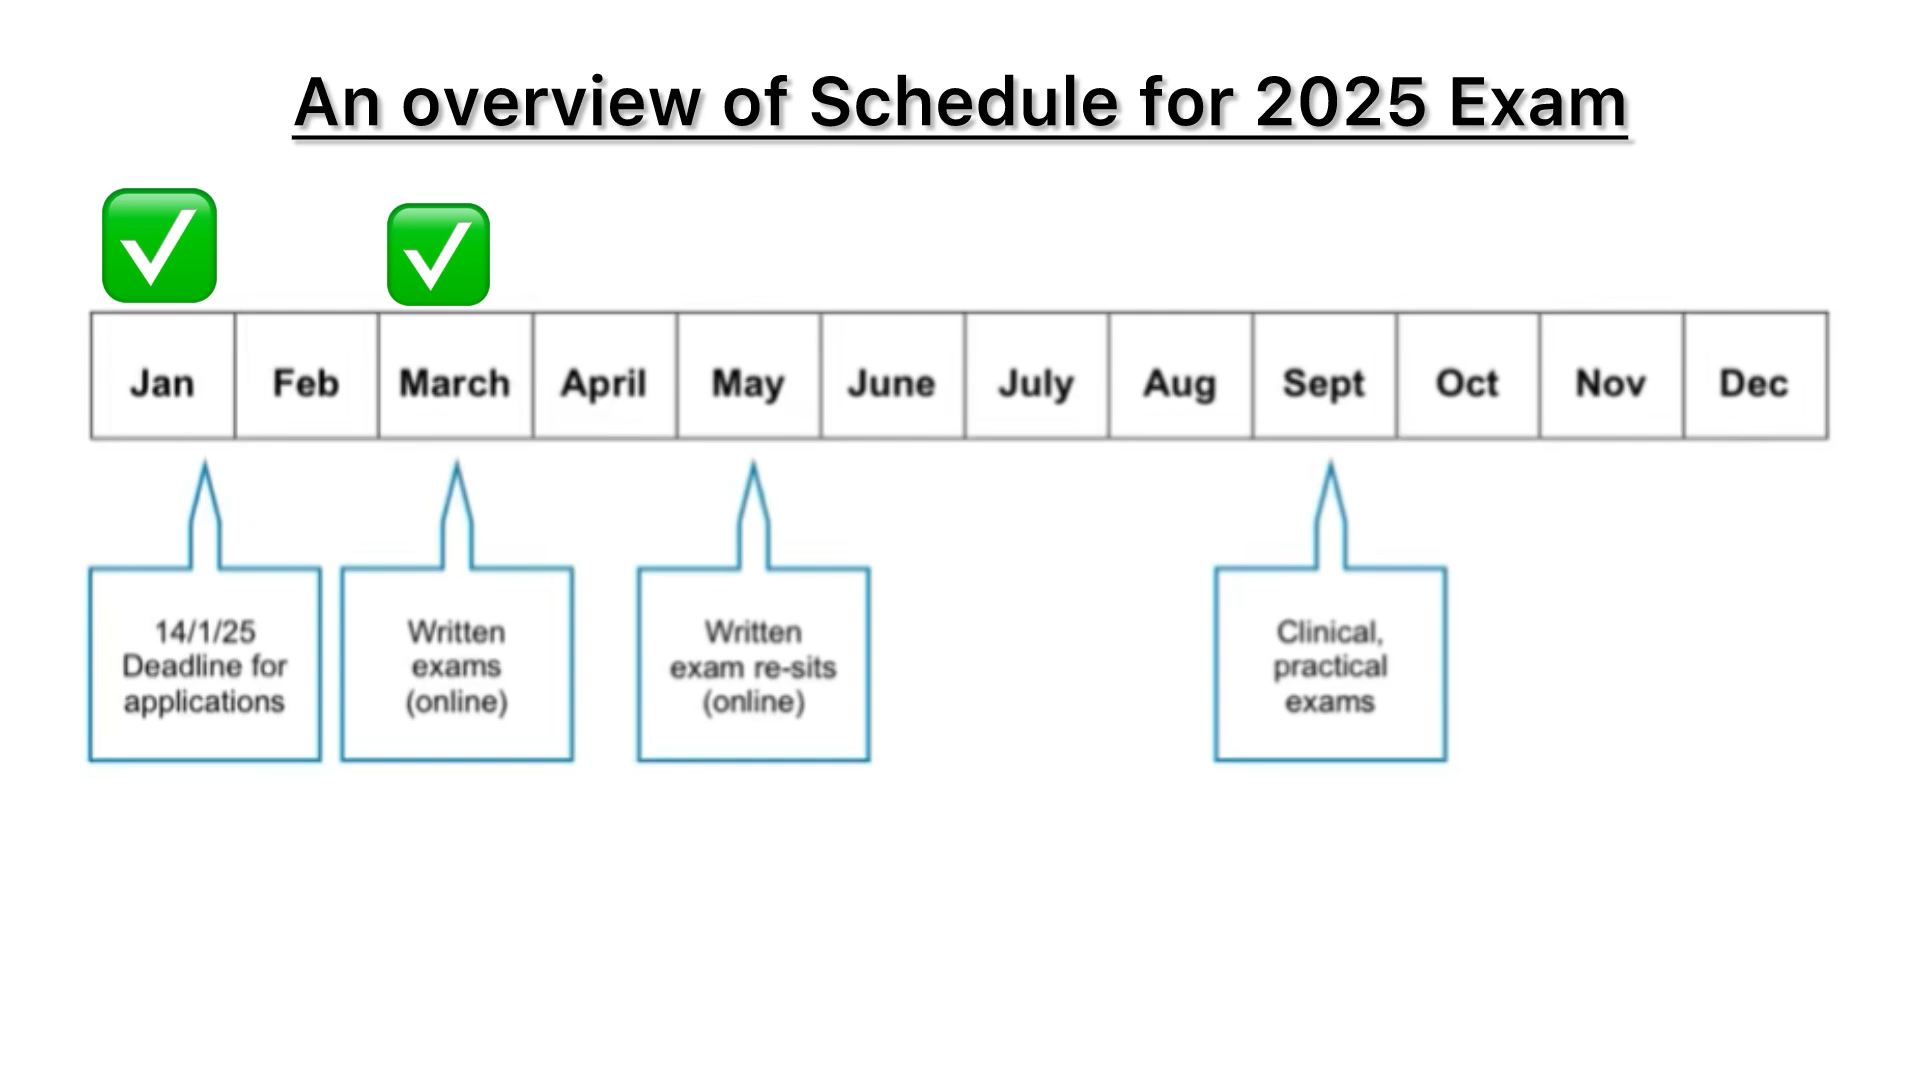 An overview of Schedule for 2025 Exam
Jan Feb March April May June July Aug Sept Oct Nov Dec
14/1/25
Deadline for
applications
Written
exams
(online)
Written
exam re-sits
(online)
Clinical,
practical
exams